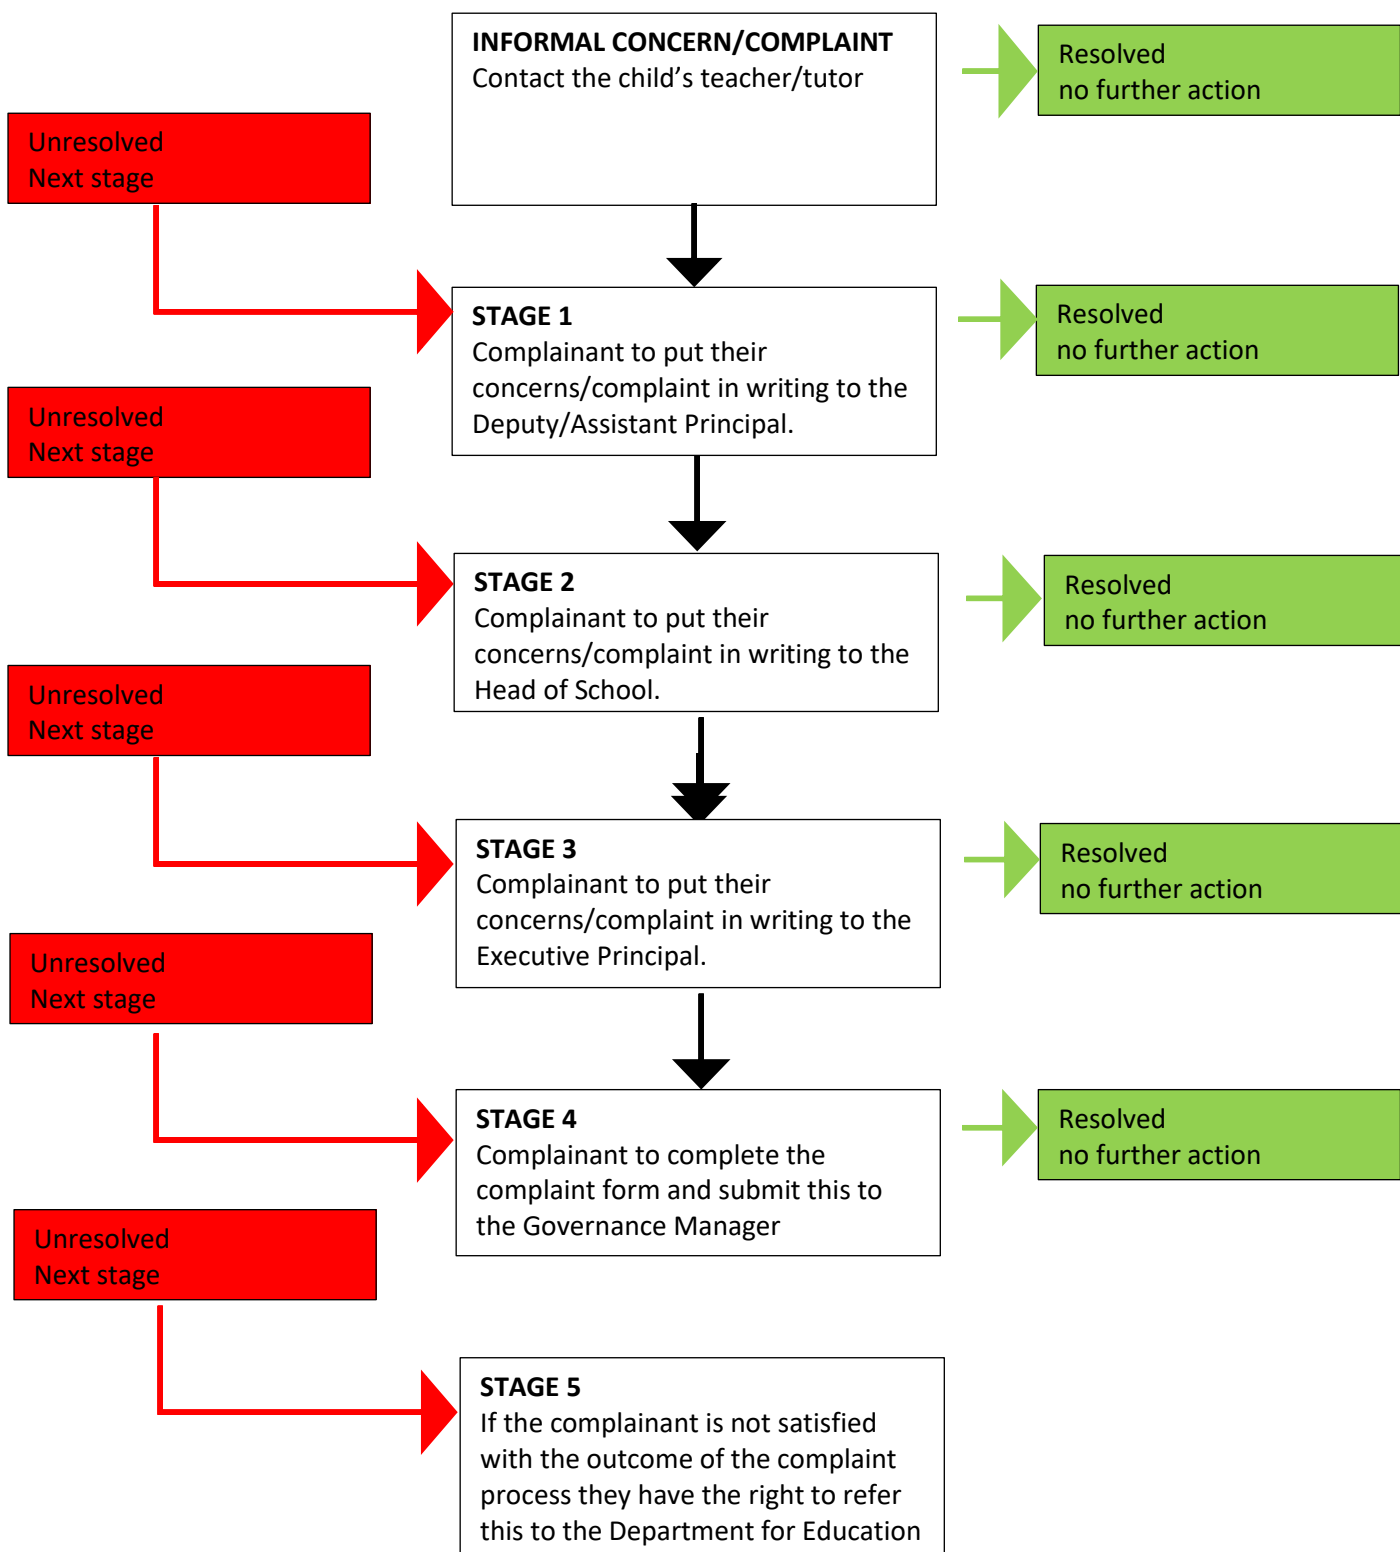 INFORMAL CONCERN/COMPLAINT
Contact the child’s teacher/tutor
Resolved
no further action
Unresolved
Next stage
STAGE 1
Complainant to put their
concerns/complaint in writing to the
Deputy/Assistant Principal.
Resolved
no further action
Unresolved
Next stage
STAGE 2
Complainant to put their
concerns/complaint in writing to the
Head of School.
Resolved
no further action
Unresolved
Next stage
STAGE 3
Complainant to put their
concerns/complaint in writing to the
Executive Principal.
Resolved
no further action
Unresolved
Next stage
STAGE 4
Complainant to complete the
complaint form and submit this to
the Governance Manager
Resolved
no further action
Unresolved
Next stage
STAGE 5
If the complainant is not satisfied
with the outcome of the complaint
process they have the right to refer
this to the Department for Education